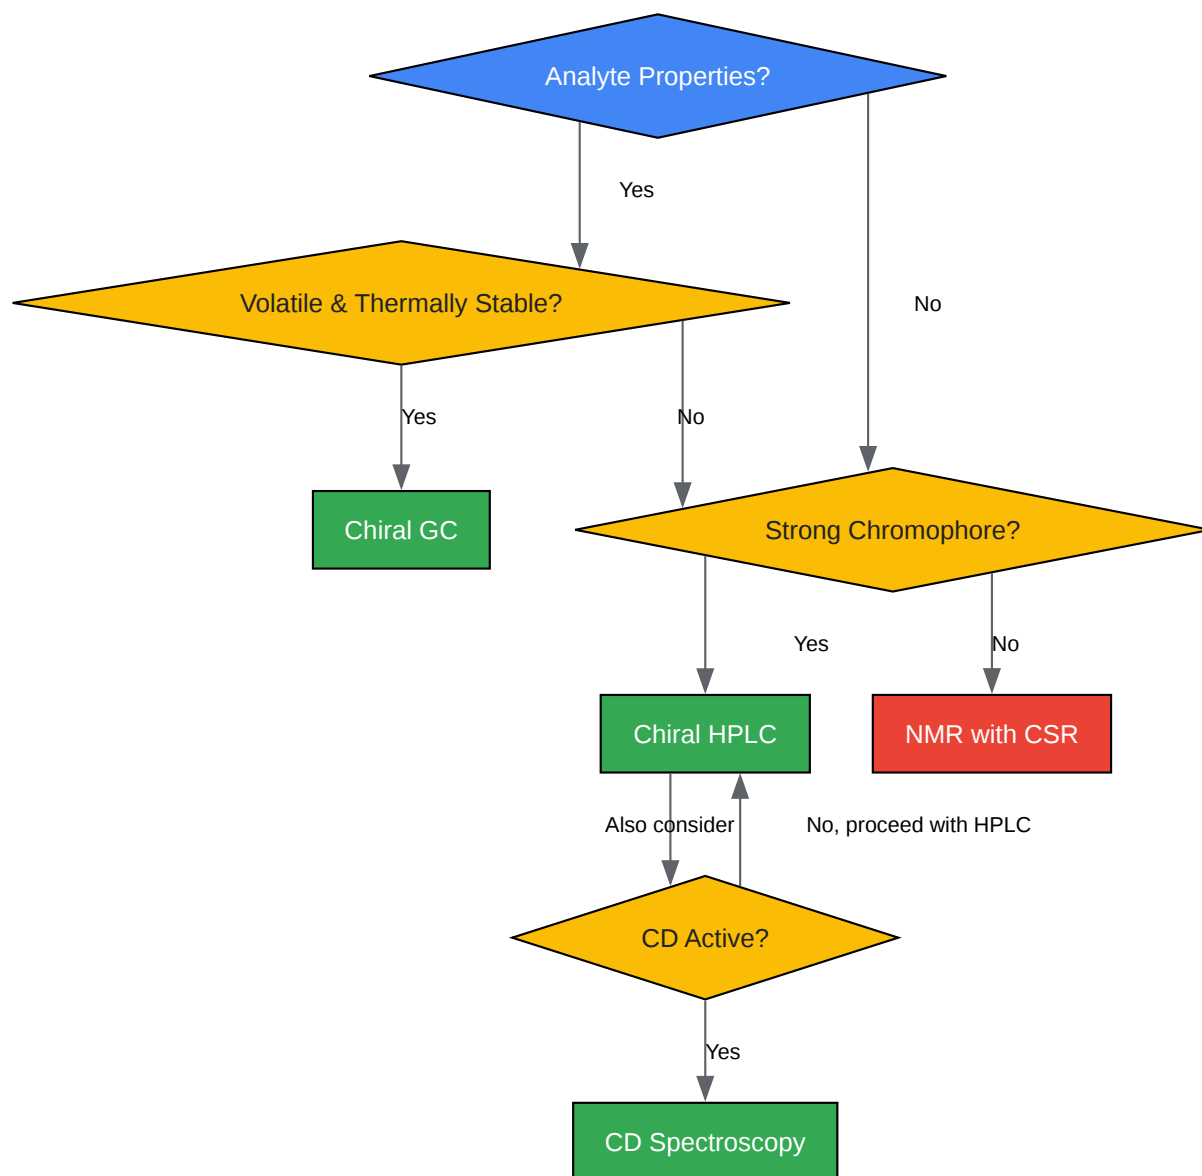 Analyte Properties?
Yes
Volatile & Thermally Stable?
No
Yes
No
Chiral GC
Strong Chromophore?
Yes
No
Chiral HPLC
NMR with CSR
Also consider
No, proceed with HPLC
CD Active?
Yes
CD Spectroscopy